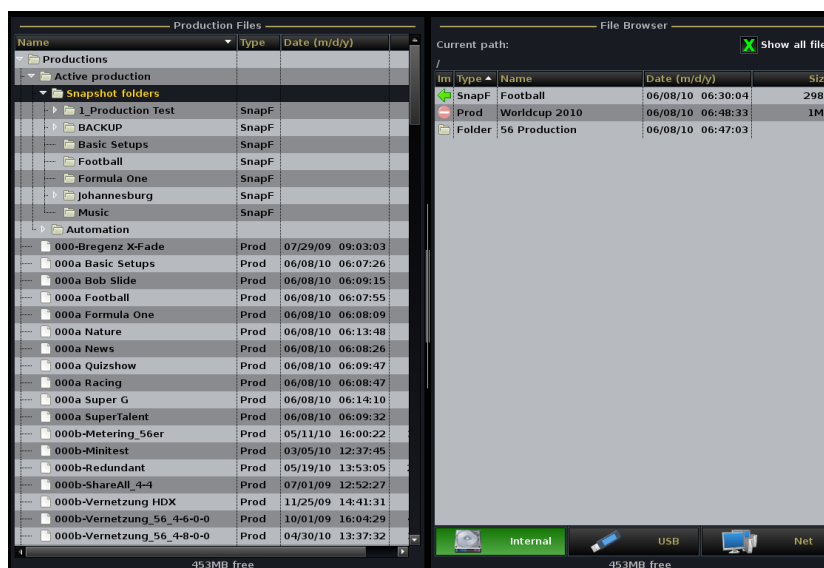 Production Files
Name Type Date (m/d/y)
Productions
Active production
Snapshot folders
1_Production Test SnapF
BACKUP SnapF
Basic Setups SnapF
Football SnapF
Formula One SnapF
Johannesburg SnapF
Music SnapF
Automation
000-Bregenz X-Fade Prod 07/29/09 09:03:03
000a Basic Setups Prod 06/08/10 06:07:26
000a Bob Slide Prod 06/08/10 06:09:15
000a Football Prod 06/08/10 06:07:55
000a Formula One Prod 06/08/10 06:08:09
000a Nature Prod 06/08/10 06:13:48
000a News Prod 06/08/10 06:08:26
000a Quizshow Prod 06/08/10 06:09:47
000a Racing Prod 06/08/10 06:08:47
000a Super G Prod 06/08/10 06:14:10
000a SuperTalent Prod 06/08/10 06:09:32
000b-Metering_56er Prod 05/11/10 16:00:22
000b-Minitest Prod 03/05/10 12:37:45
000b-Redundant Prod 05/19/10 13:53:05
000b-ShareAll_4-4 Prod 07/01/09 12:52:27
000b-Vernetzung HDX Prod 11/25/09 14:41:31
000b-Vernetzung_56_4-6-0-0 Prod 10/01/09 16:04:29
000b-Vernetzung_56_4-8-0-0 Prod 04/30/10 13:37:32
453MB free
File Browser
Current path: X Show all file
/
Im Type Name Date (m/d/y) Siz
SnapF Football 06/08/10 06:30:04 298
Prod Worldcup 2010 06/08/10 06:48:33 1M
Folder 56 Production 06/08/10 06:47:03
Internal USB Net
453MB free